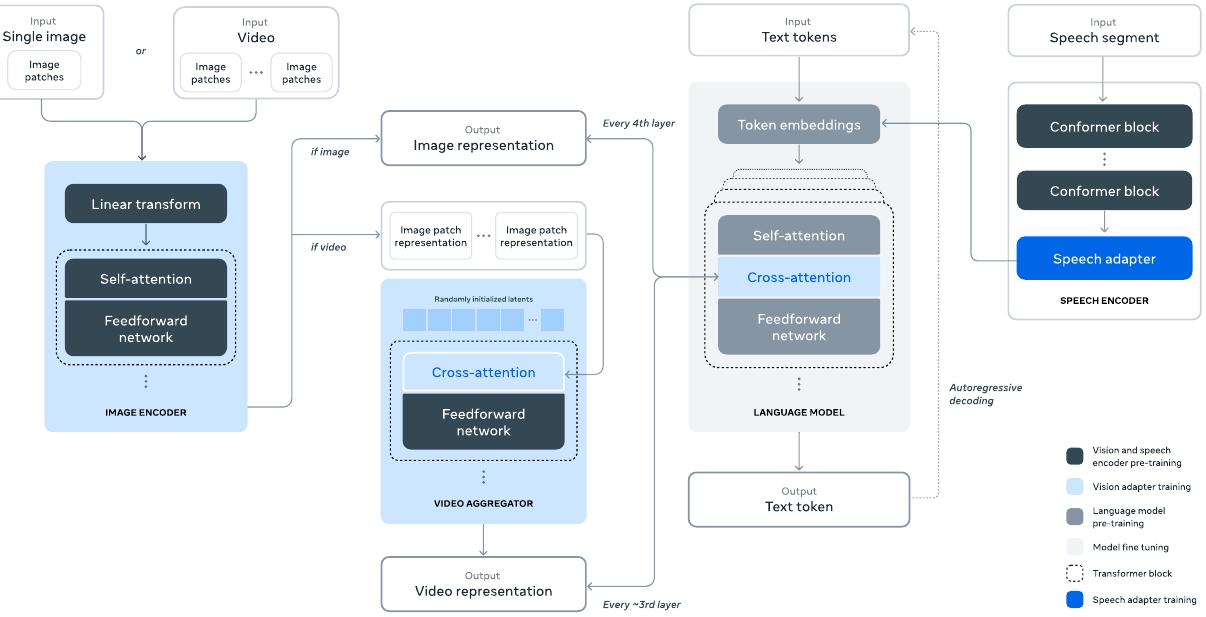 Input
Single image
Image
patches
or
Input
Video
Image
patches
...
Image
patches
Linear transform
Self-attention
Feedforward
network
IMAGE ENCODER
if image
if video
Output
Image representation
Image patch
representation
...
Image patch
representation
Randomly initialized latents
...
Cross-attention
Feedforward
network
VIDEO AGGREGATOR
Output
Video representation
Every 4th layer
Every ~3rd layer
Input
Text tokens
Token embeddings
Self-attention
Cross-attention
Feedforward
network
LANGUAGE MODEL
Output
Text token
Autoregressive
decoding
Input
Speech segment
Conformer block
Conformer block
Speech adapter
SPEECH ENCODER
Vision and speech
encoder pre-training
Vision adapter training
Language model
pre-training
Model fine tuning
Transformer block
Speech adapter training